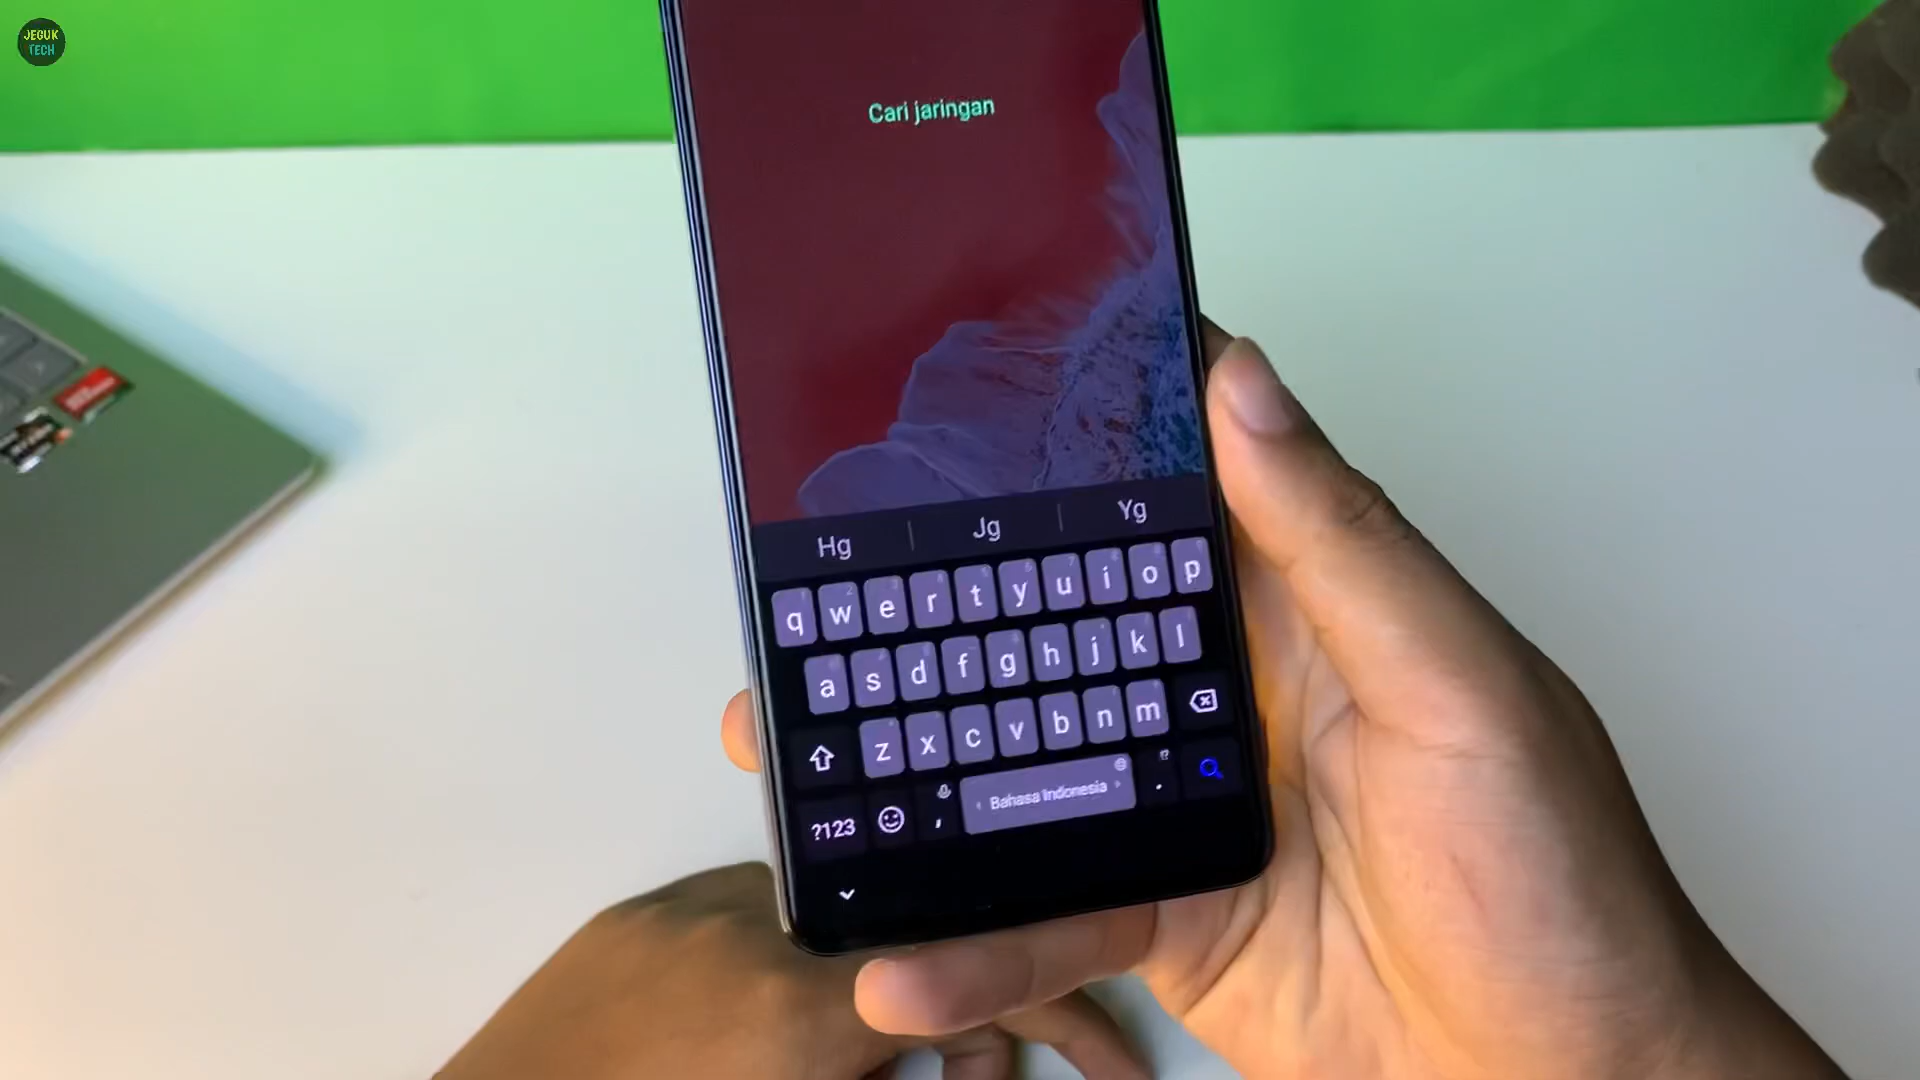 JEGUK
TECH
Cari jaringan
Hg Jg Yg
q w e r t y u i o p
a s d f g h j k l
z x c v b n m
?123 , Bahasa Indonesia .